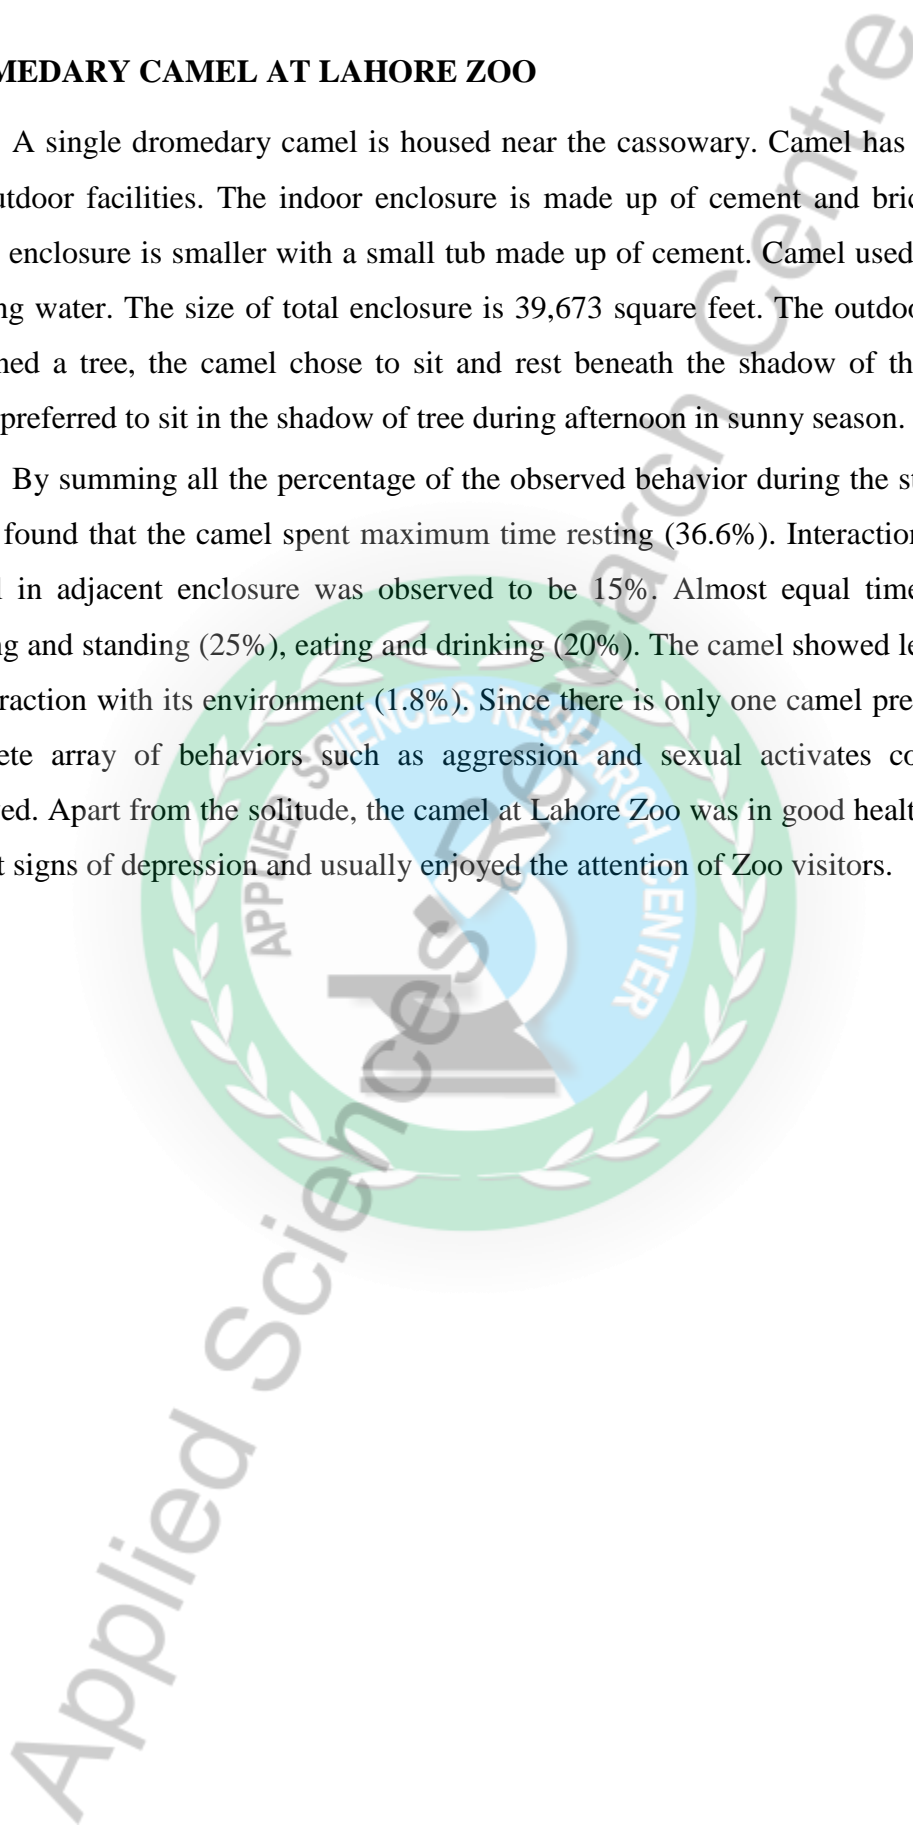 MEDARY CAMEL AT LAHORE ZOO
A single dromedary camel is housed near the cassowary. Camel has
utdoor facilities. The indoor enclosure is made up of cement and bric
enclosure is smaller with a small tub made up of cement. Camel used
ng water. The size of total enclosure is 39,673 square feet. The outdoo
ned a tree, the camel chose to sit and rest beneath the shadow of th
preferred to sit in the shadow of tree during afternoon in sunny season.
By summing all the percentage of the observed behavior during the st
found that the camel spent maximum time resting (36.6%). Interaction
l in adjacent enclosure was observed to be 15%. Almost equal time
ng and standing (25%), eating and drinking (20%). The camel showed le
raction with its environment (1.8%). Since there is only one camel pre
ete array of behaviors such as aggression and sexual activates co
ed. Apart from the solitude, the camel at Lahore Zoo was in good healt
t signs of depression and usually enjoyed the attention of Zoo visitors.
APPLIED SCIENCES RESEARCH CENTER
Applied Sciences' Research Centre